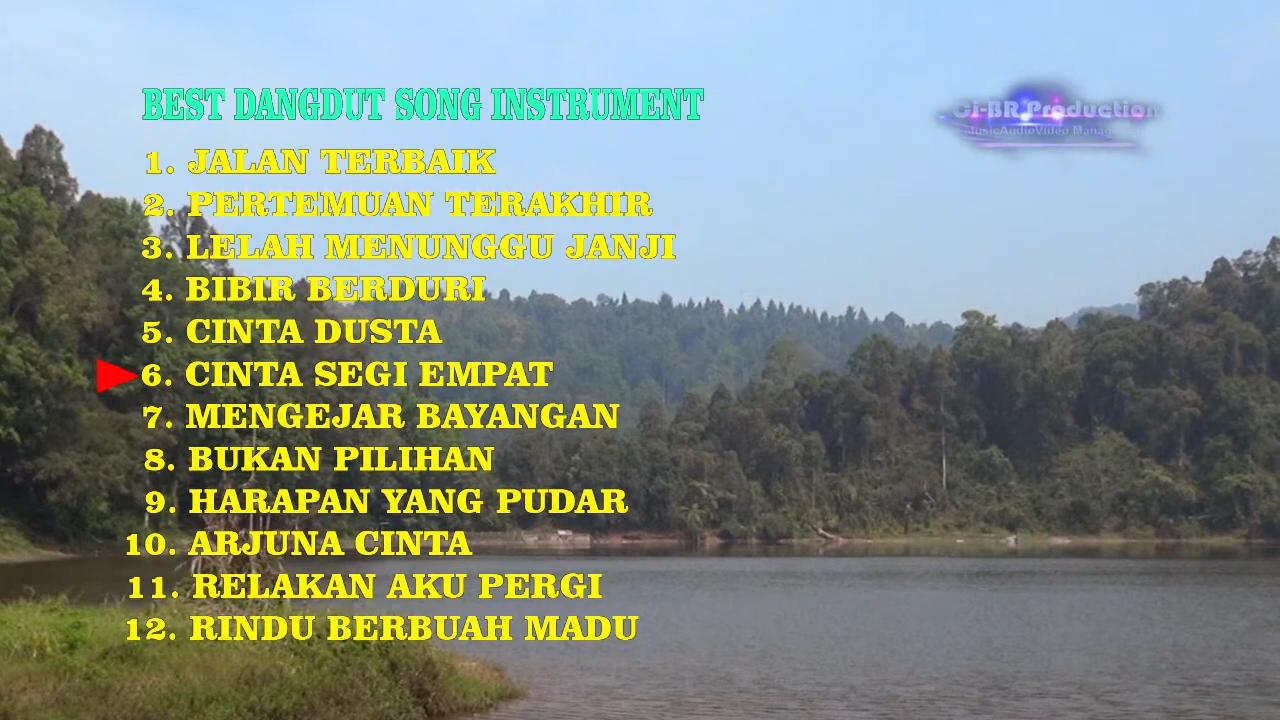 BEST DANGDUT SONG INSTRUMENT
Ci-BR Production
MusicAudioVideo
1. JALAN TERBAIK
2. PERTEMUAN TERAKHIR
3. LELAH MENUNGGU JANJI
4. BIBIR BERDURI
5. CINTA DUSTA
6. CINTA SEGI EMPAT
7. MENGEJAR BAYANGAN
8. BUKAN PILIHAN
9. HARAPAN YANG PUDAR
10. ARJUNA CINTA
11. RELAKAN AKU PERGI
12. RINDU BERBUAH MADU